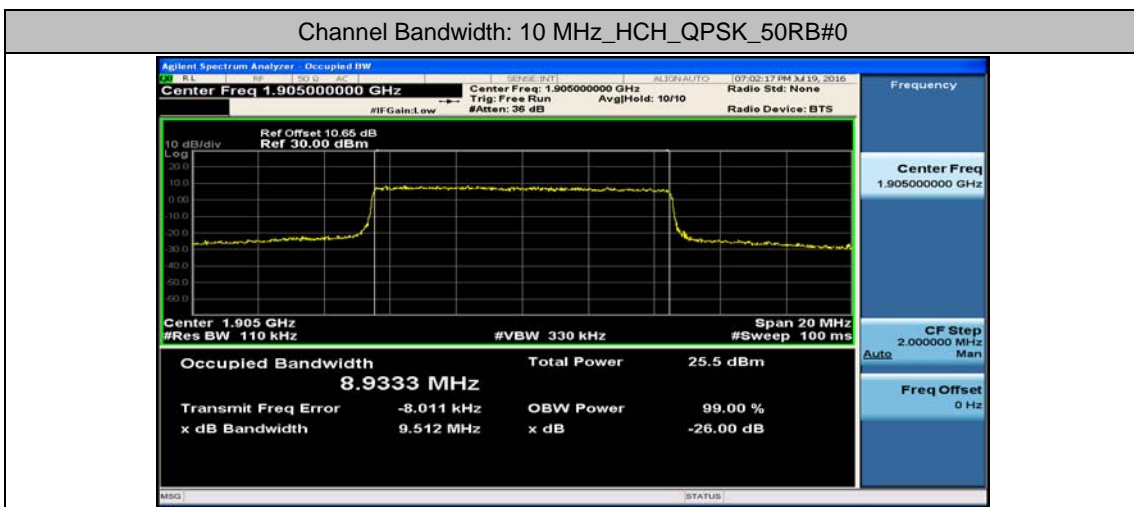 Channel Bandwidth: 10 MHz_HCH_QPSK_50RB#0
Agilent Spectrum Analyzer - Occupied BW
RL RF 50 Ω AC SENSE:INT ALIGN AUTO 07:02:17 PM Jul 19, 2016
Center Freq 1.905000000 GHz
Center Freq: 1.905000000 GHz
Radio Std: None
Trig: Free Run Avg|Hold: 10/10
#IFGain:Low #Atten: 36 dB Radio Device: BTS
Frequency
Ref Offset 10.65 dB
10 dB/div Ref 30.00 dBm
Log
20.0
10.0
0.00
-10.0
-20.0
-30.0
-40.0
-50.0
-60.0
Center 1.905 GHz Span 20 MHz
#Res BW 110 kHz #VBW 330 kHz #Sweep 100 ms
Occupied Bandwidth Total Power 25.5 dBm
8.9333 MHz
Transmit Freq Error -8.011 kHz OBW Power 99.00 %
x dB Bandwidth 9.512 MHz x dB -26.00 dB
Center Freq
1.905000000 GHz
CF Step
2.000000 MHz
Auto Man
Freq Offset
0 Hz
MSG STATUS